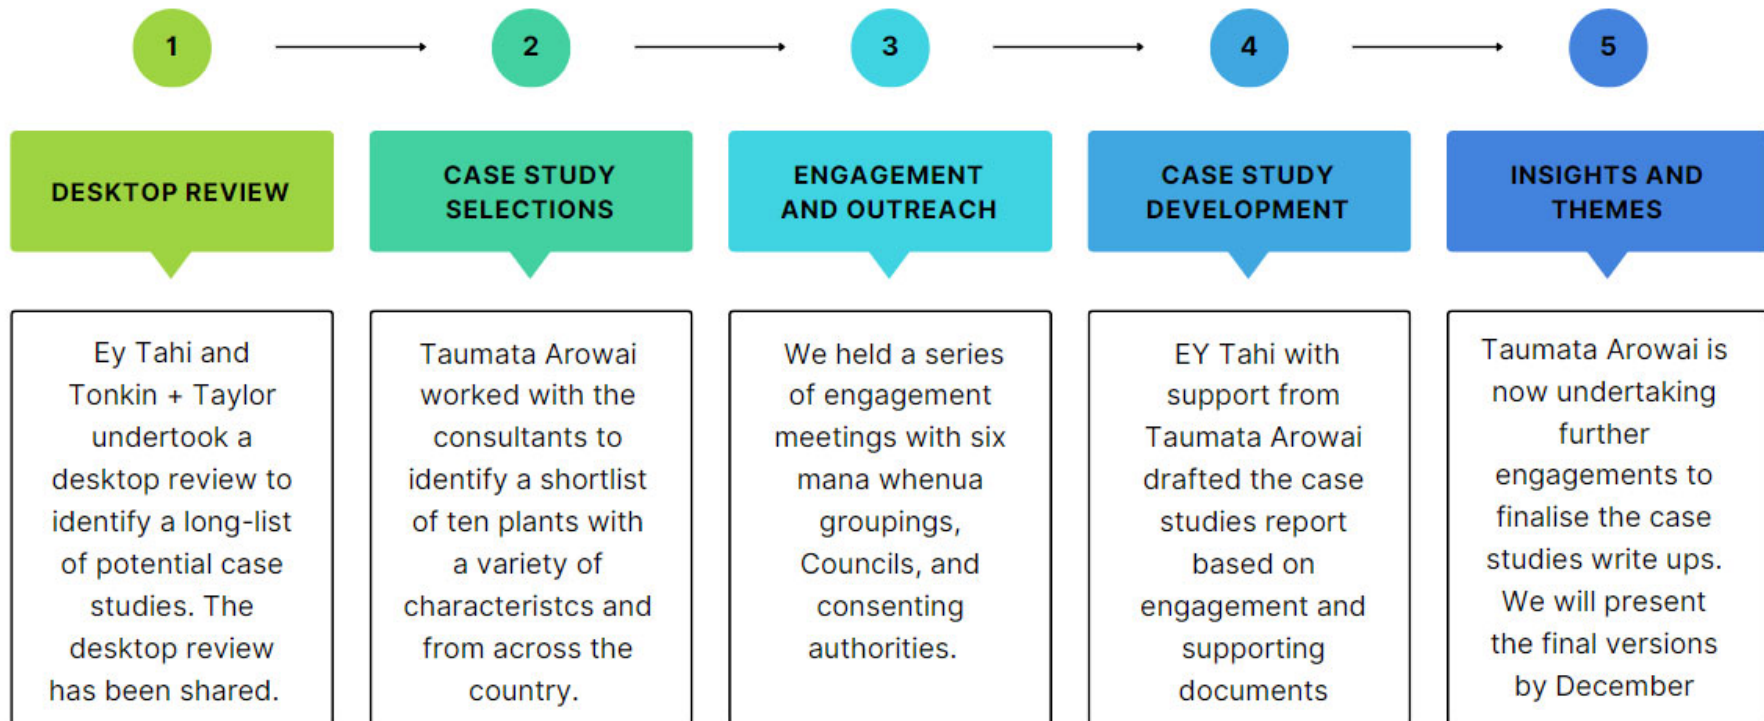 1
2
3
4
5
DESKTOP REVIEW
CASE STUDY
SELECTIONS
ENGAGEMENT
AND OUTREACH
CASE STUDY
DEVELOPMENT
INSIGHTS AND
THEMES
Ey Tahi and
Tonkin + Taylor
undertook a
desktop review to
identify a long-list
of potential case
studies. The
desktop review
has been shared.
Taumata Arowai
worked with the
consultants to
identify a shortlist
of ten plants with
a variety of
characteristcs and
from across the
country.
We held a series
of engagement
meetings with six
mana whenua
groupings,
Councils, and
consenting
authorities.
EY Tahi with
support from
Taumata Arowai
drafted the case
studies report
based on
engagement and
supporting
documents
Taumata Arowai is
now undertaking
further
engagements to
finalise the case
studies write ups.
We will present
the final versions
by December